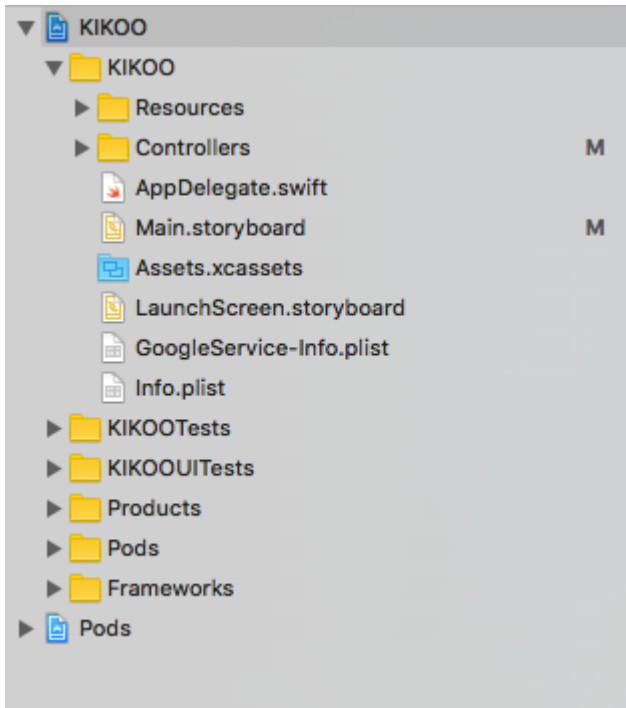 KIKOO
KIKOO
Resources
Controllers M
AppDelegate.swift
Main.storyboard M
Assets.xcassets
LaunchScreen.storyboard
GoogleService-Info.plist
Info.plist
KIKOOTests
KIKOOUITests
Products
Pods
Frameworks
Pods